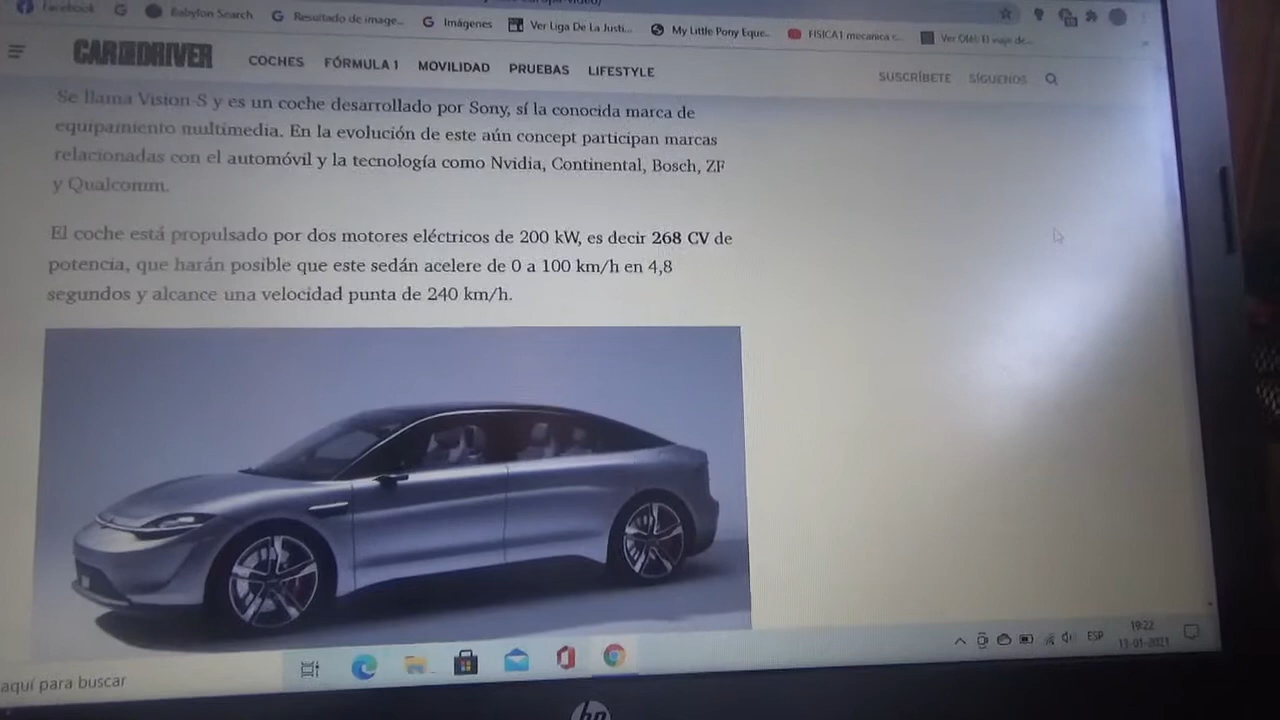 Facebook
G
Babylon Search
G Resultado de image...
G Imágenes
Ver Liga De La Justi...
My Little Pony Eque...
FISICA1 mecanica c...
CAR AND DRIVER
COCHES
FÓRMULA 1
MOVILIDAD
PRUEBAS
LIFESTYLE
SUSCRÍBETE
SÍGUENOS
Se llama Vision-S y es un coche desarrollado por Sony, sí la conocida marca de
equipamiento multimedia. En la evolución de este aún concept participan marcas
relacionadas con el automóvil y la tecnología como Nvidia, Continental, Bosch, ZF
y Qualcomm.
El coche está propulsado por dos motores eléctricos de 200 kW, es decir 268 CV de
potencia, que harán posible que este sedán acelere de 0 a 100 km/h en 4,8
segundos y alcance una velocidad punta de 240 km/h.
ESP
19:22
13-01-2021
aquí para buscar
hp